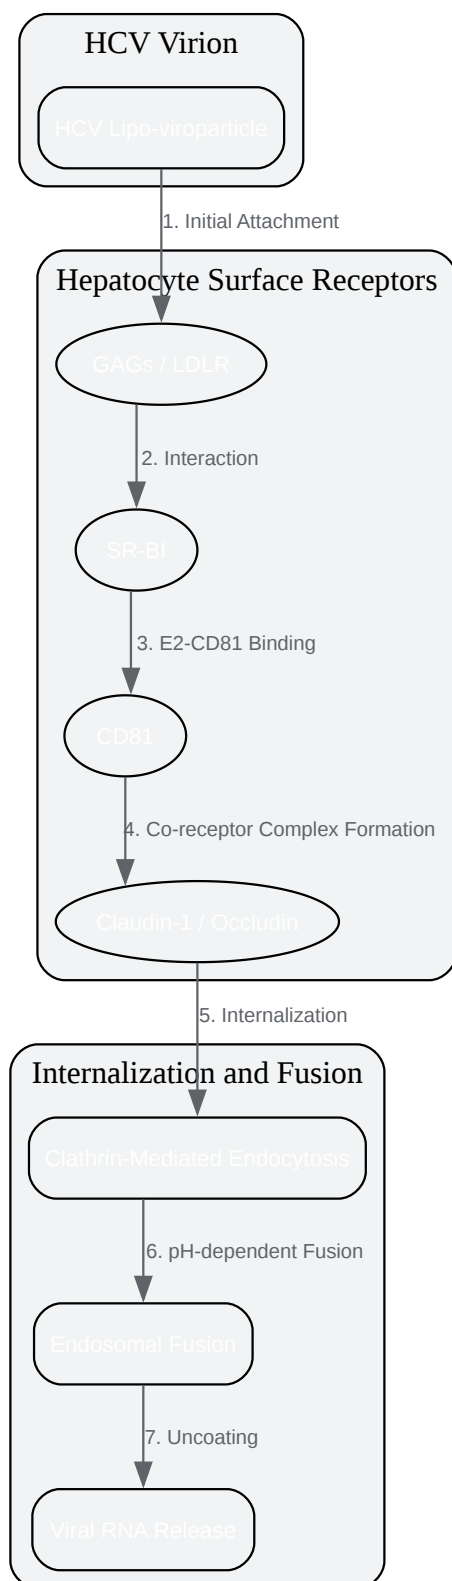 HCV Virion
HCV Lipo-viroparticle
1. Initial Attachment
Hepatocyte Surface Receptors
GAGs / LDLR
2. Interaction
SR-BI
3. E2-CD81 Binding
CD81
4. Co-receptor Complex Formation
Claudin-1 / Occludin
5. Internalization
Internalization and Fusion
Clathrin-Mediated Endocytosis
6. pH-dependent Fusion
Endosomal Fusion
7. Uncoating
Viral RNA Release